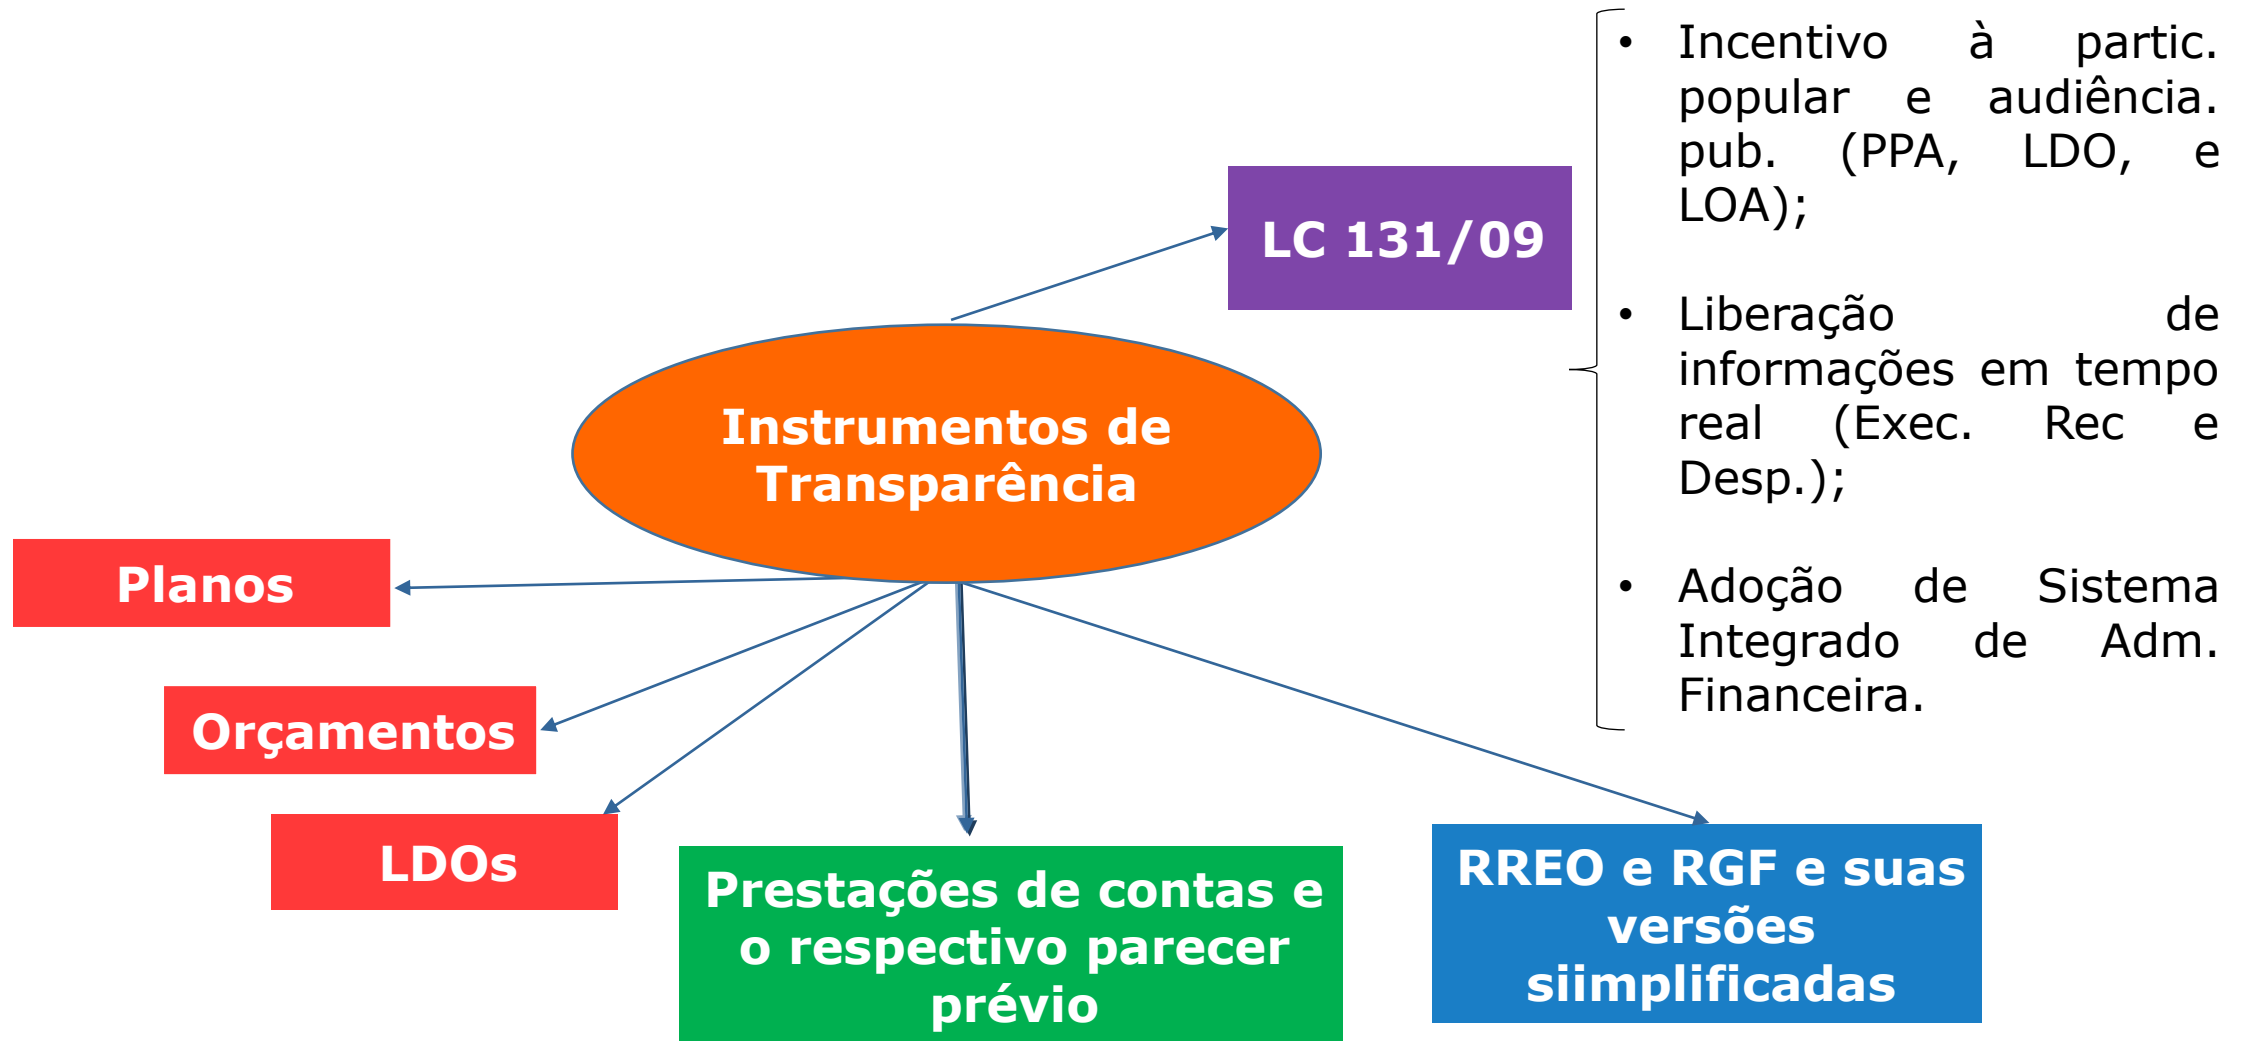 • Incentivo à partic.
popular e audiência.
pub. (PPA, LDO, e
LOA);
LC 131/09
• Liberação de
informações em tempo
real (Exec. Rec e
Desp.);
Instrumentos de
Transparência
• Adoção de Sistema
Integrado de Adm.
Financeira.
Planos
Orçamentos
LDOs
Prestações de contas e
o respectivo parecer
prévio
RREO e RGF e suas
versões
siimplificadas